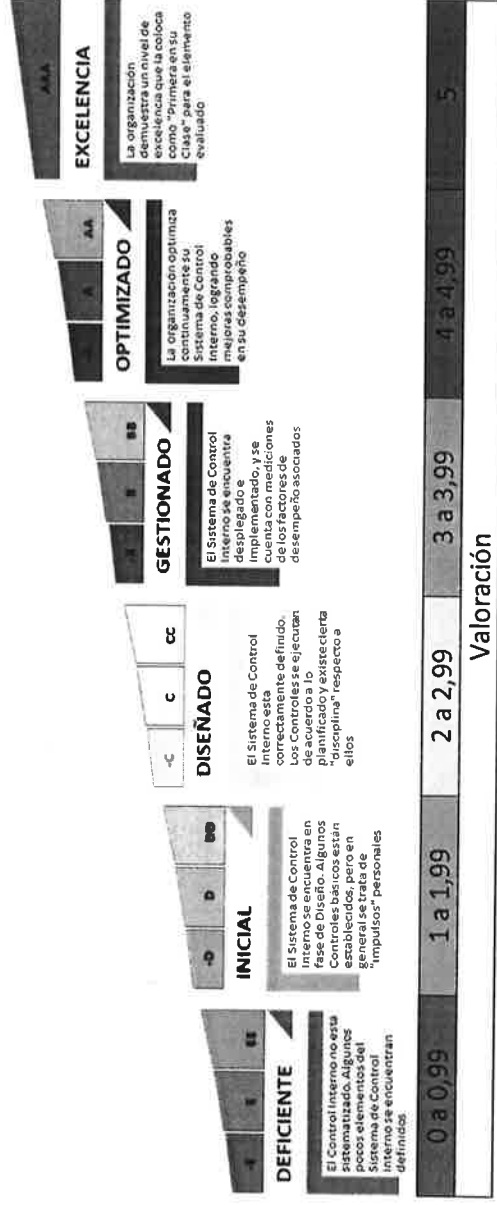 -E E EE
DEFICIENTE
El Control Interno no esta
sistematizado. Algunos
pocos elementos del
Sistema de Control
Interno se encuentran
definidos
-D D DD
INICIAL
El Sistema de Control
Interno se encuentra en
fase de Diseño. Algunos
Controles básicos están
establecidos, pero en
general se trata de
"impulsos" personales
-C C CC
DISEÑADO
El Sistema de Control
Interno esta
correctamente definido.
Los Controles se ejecutan
de acuerdo a lo
planificado y existe cierta
"disciplina" respecto a
ellos
B BB
GESTIONADO
El Sistema de Control
Interno se encuentra
desplegado e
Implementado, y se
cuenta con mediciones
de los factores de
desempeño asociados
A AA
OPTIMIZADO
La organización optimiza
continuamente su
Sistema de Control
Interno, logrando
mejoras comprobables
en su desempeño
AAA
EXCELENCIA
La organización
demuestra un nivel de
excelencia que la coloca
como "Primera en su
Clase" para el elemento
evaluado
0 a 0,99 1 a 1,99 2 a 2,99 3 a 3,99 4 a 4,99 5
Valoración